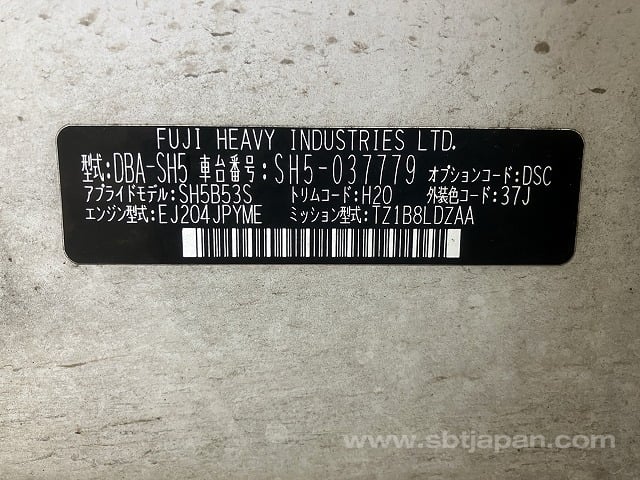 FUJI HEAVY INDUSTRIES LTD.
型式:DBA-SH5 車台番号:SH5-037779 オプションコード:DSC
アプライドモデル:SH5B53S トリムコード:H20 外装色コード:37J
エンジン型式:EJ204JPYME ミッション型式:TZ1B8LDZAA
www.sbtjapan.com